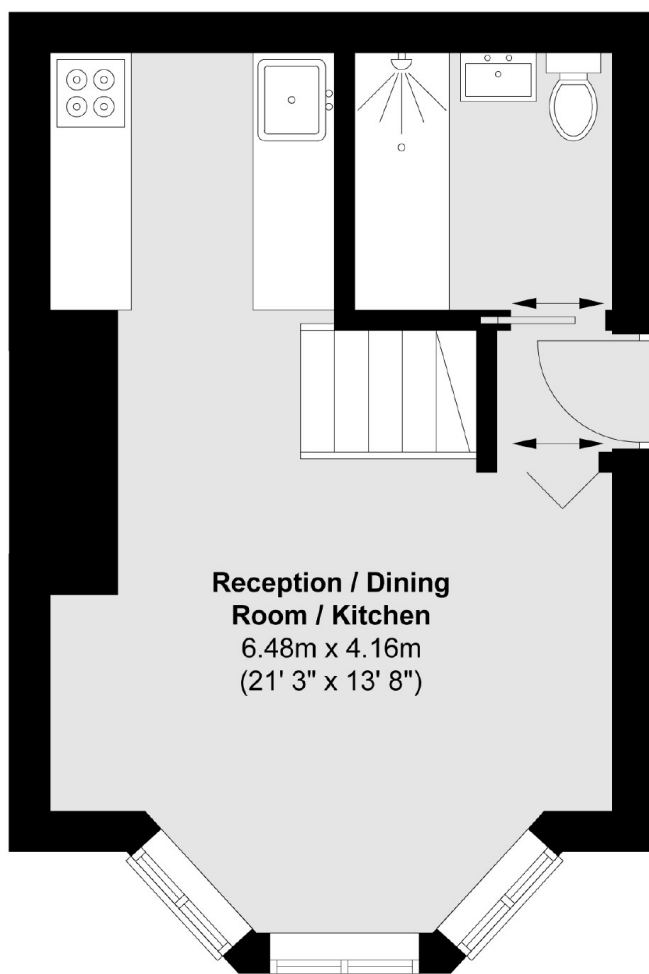 Reception / Dining
Room / Kitchen
6.48m x 4.16m
(21' 3" x 13' 8")